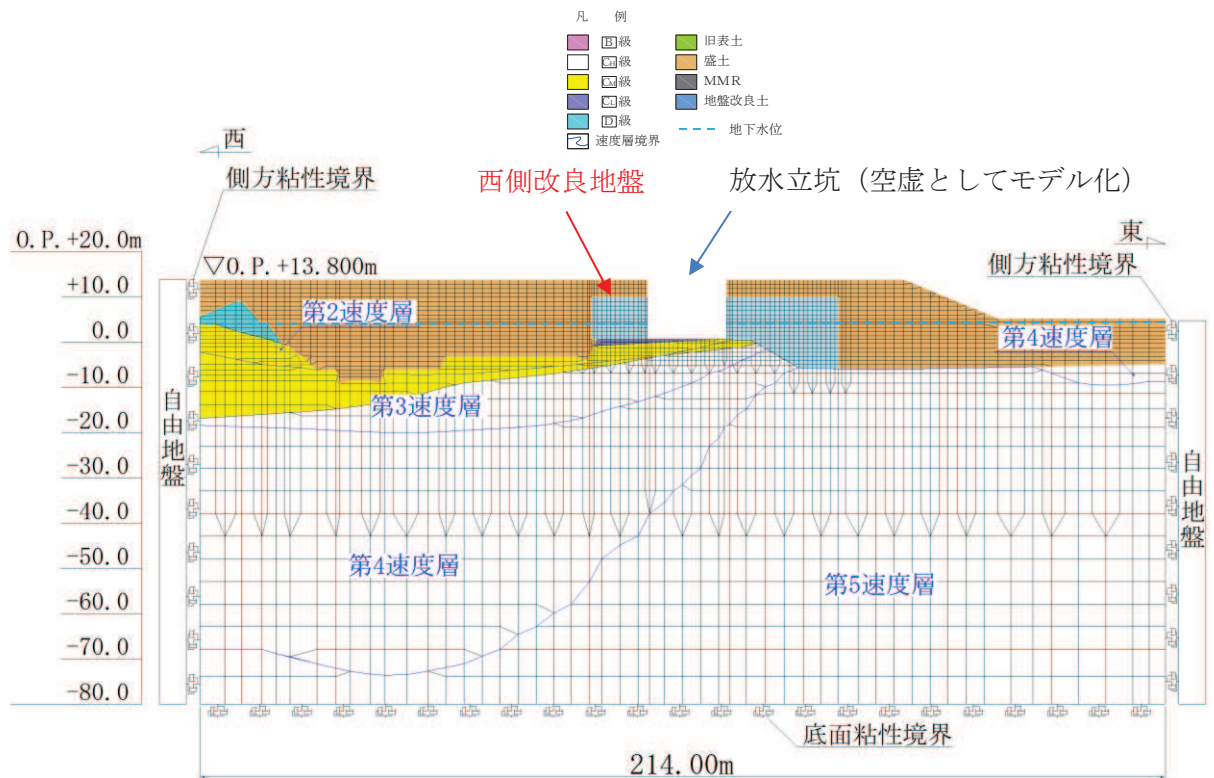 凡 例
B級
CH級
CM級
CL級
D級
速度層境界
旧表土
盛土
MMR
地盤改良土
地下水位
西
側方粘性境界
西側改良地盤
放水立坑（空虚としてモデル化）
O.P.+20.0m
▽O.P.+13.800m
東
側方粘性境界
+10.0
0.0
-10.0
-20.0
-30.0
-40.0
-50.0
-60.0
-70.0
-80.0
第2速度層
第4速度層
第3速度層
自由地盤
自由地盤
第4速度層
第5速度層
底面粘性境界
214.00m